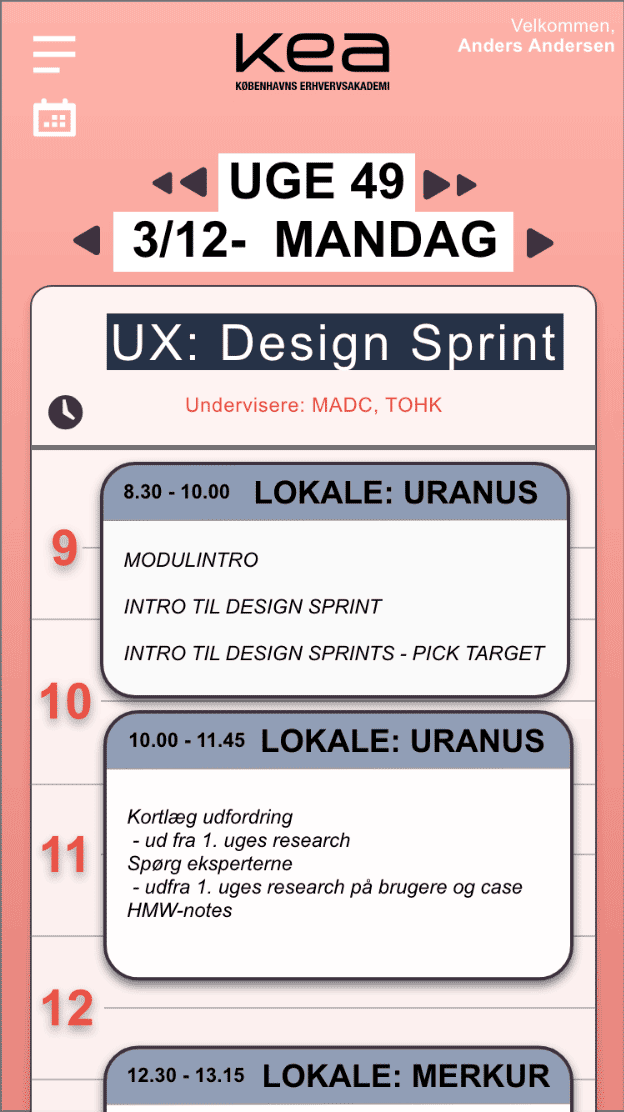 Velkommen,
Anders Andersen
kea
KØBENHAVNS ERHVERVSAKADEMI
UGE 49
3/12- MANDAG
UX: Design Sprint
Undervisere: MADC, TOHK
8.30 - 10.00 LOKALE: URANUS
9
MODULINTRO
INTRO TIL DESIGN SPRINT
INTRO TIL DESIGN SPRINTS - PICK TARGET
10
10.00 - 11.45 LOKALE: URANUS
Kortlæg udfordring
- ud fra 1. uges research
11
Spørg eksperterne
- udfra 1. uges research på brugere og case
HMW-notes
12
12.30 - 13.15 LOKALE: MERKUR